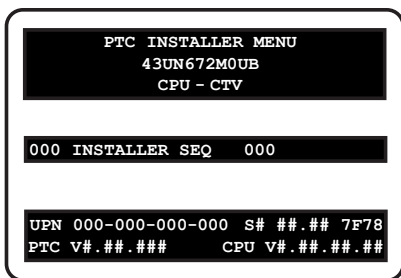 PTC INSTALLER MENU
43UN672M0UB
CPU - CTV
000 INSTALLER SEQ 000
UPN 000-000-000-000 S# ##.## 7F78
PTC V#.##.### CPU V#.##.##.##